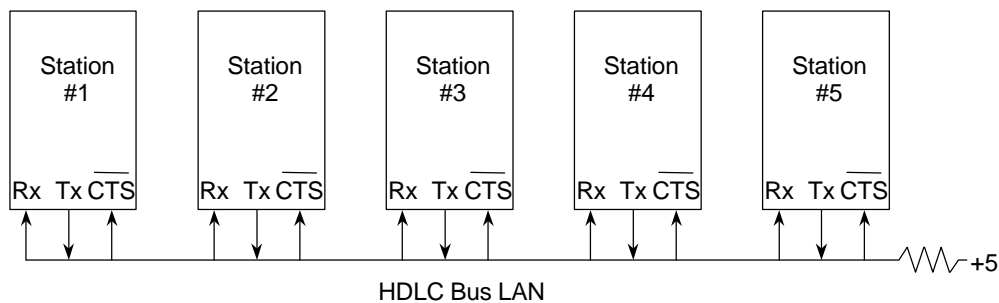 Station
#1
Rx Tx CTS
Station
#2
Rx Tx CTS
Station
#3
Rx Tx CTS
Station
#4
Rx Tx CTS
Station
#5
Rx Tx CTS
+5
HDLC Bus LAN